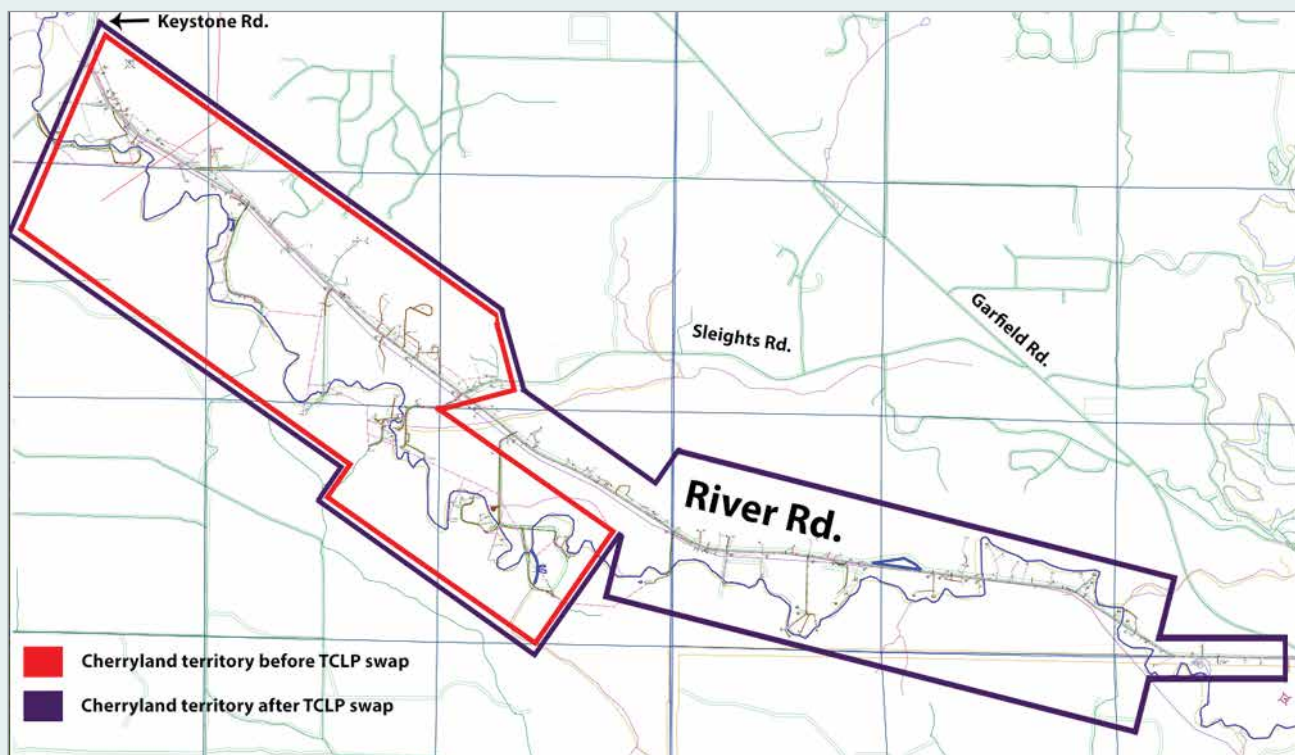 Keystone Rd.
Sleights Rd.
Garfield Rd.
River Rd.
Cherryland territory before TCLP swap
Cherryland territory after TCLP swap